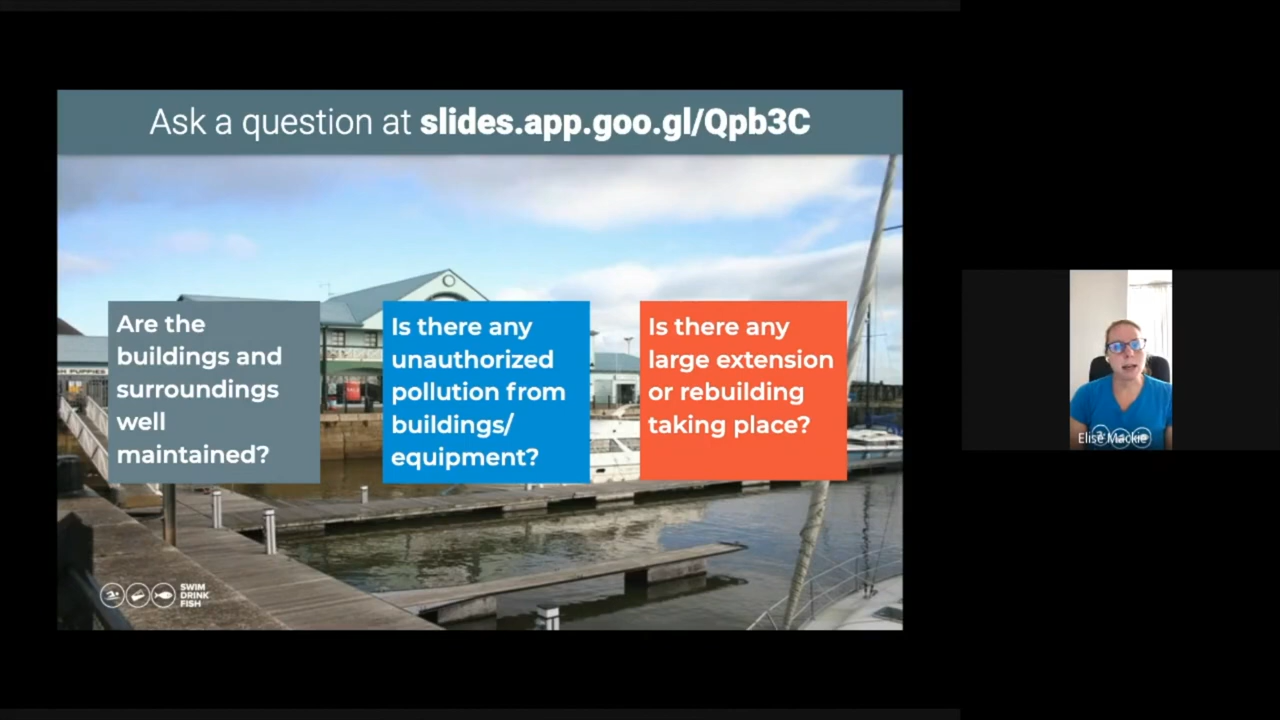 Ask a question at slides.app.goo.gl/Qpb3C
Are the
buildings and
surroundings
well
maintained?
Is there any
unauthorized
pollution from
buildings/
equipment?
Is there any
large extension
or rebuilding
taking place?
SWIM
DRINK
FISH
Elise Mackie